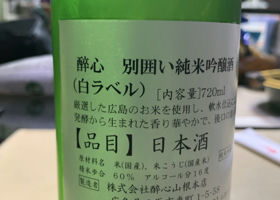 醉心 別囲い純米吟醸酒
(白ラベル) [内容量]720ml
厳選した広島のお米を使用し、軟水仕込
発酵から生まれた香り華やかで、後口の
【品目】日本酒
原材料名 米(国産)、米こうじ(国産米)
精米歩合 60% アルコール分16度
製造者 株式会社醉心山根本店
1-5-58